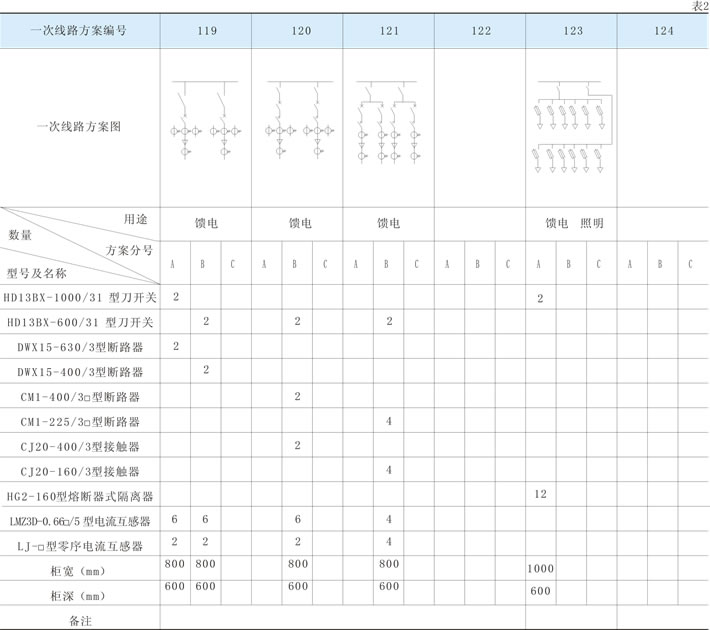 表2
一次线路方案编号 119 120 121 122 123 124
一次线路方案图
用途 馈电 馈电 馈电 馈电 照明
数量
方案分号 A B C A B C A B C A B C A B C A B C
型号及名称
HD13BX-1000/31 型刀开关 2 2
HD13BX-600/31 型刀开关 2 2 2
DWX15-630/3型断路器 2
DWX15-400/3型断路器 2
CM1-400/3□型断路器 2
CM1-225/3□型断路器 4
CJ20-400/3型接触器 2
CJ20-160/3型接触器 4
HG2-160型熔断器式隔离器 12
LMZ3D-0.66□/5 型电流互感器 6 6 6 4
LJ-□型零序电流互感器 2 2 2 4
柜宽（mm） 800 800 800 800 1000
柜深（mm） 600 600 600 600 600
备注